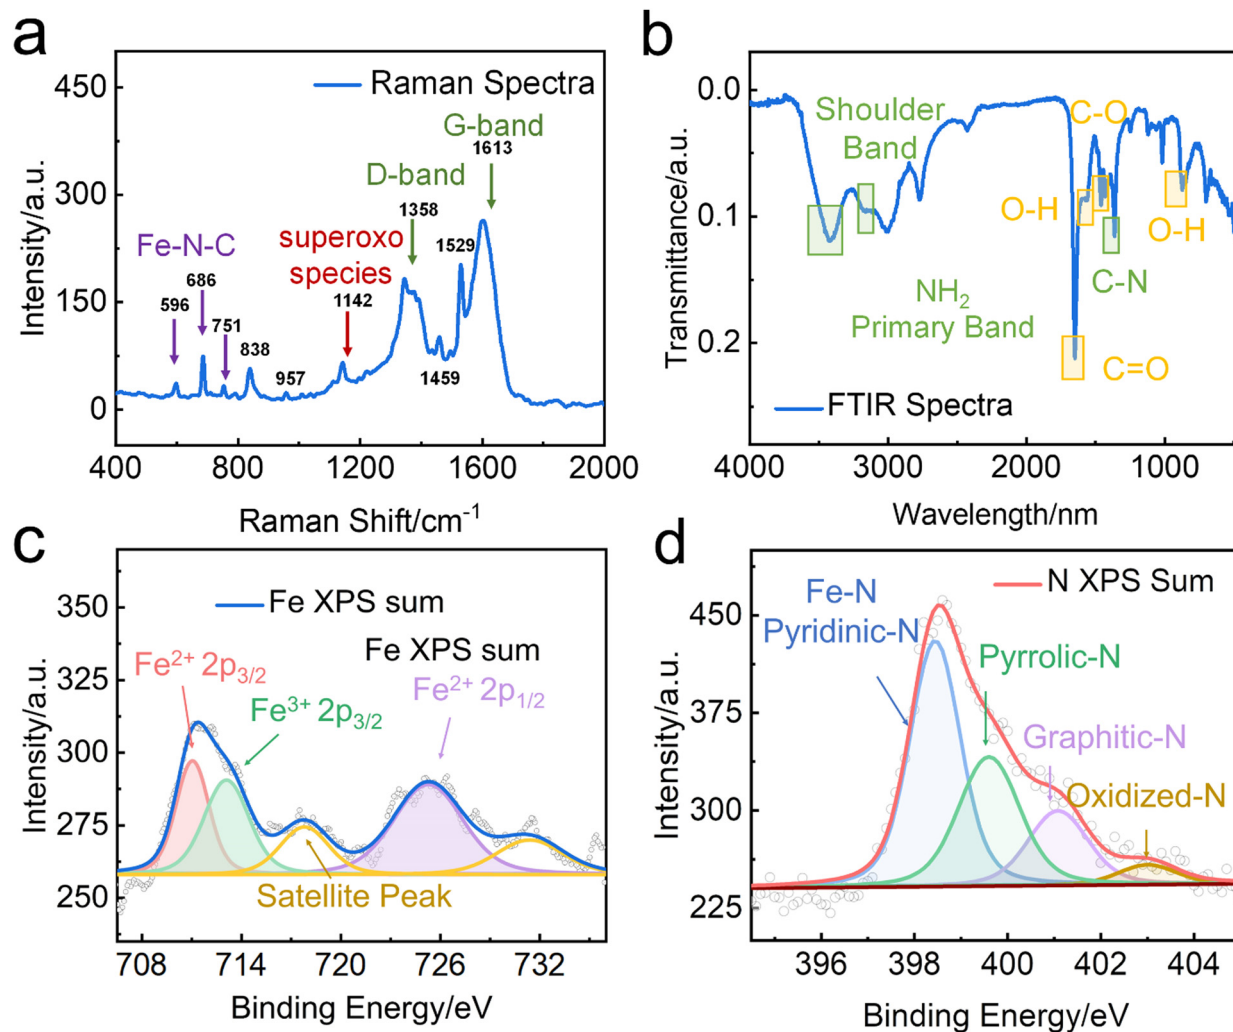 a
450
300
150
0
Intensity/a.u.
Raman Spectra
G-band
1613
D-band
1358
superoxo
species
1142
1529
1459
Fe-N-C
686
596
751
838
957
400
800
1200
1600
2000
Raman Shift/cm⁻¹
b
0.0
0.1
0.2
Transmittance/a.u.
Shoulder
Band
C-O
O-H
O-H
NH₂
Primary Band
C-N
C=O
FTIR Spectra
4000
3000
2000
1000
Wavelength/nm
c
350
325
300
275
250
Intensity/a.u.
Fe XPS sum
Fe XPS sum
Fe²⁺ 2p₃/₂
Fe³⁺ 2p₃/₂
Fe²⁺ 2p₁/₂
Satellite Peak
708
714
720
726
732
Binding Energy/eV
d
450
375
300
225
Intensity/a.u.
N XPS Sum
Fe-N
Pyridinic-N
Pyrrolic-N
Graphitic-N
Oxidized-N
396
398
400
402
404
Binding Energy/eV